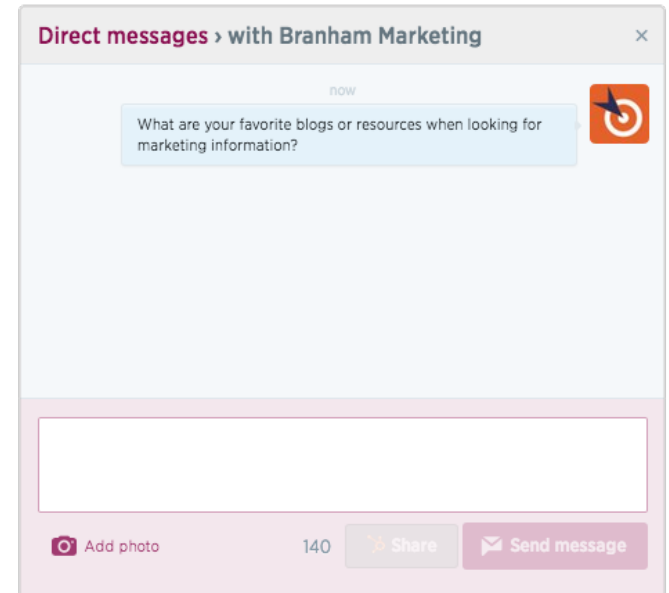 Direct messages › with Branham Marketing ×
now
What are your favorite blogs or resources when looking for
marketing information?
Add photo 140 Share Send message